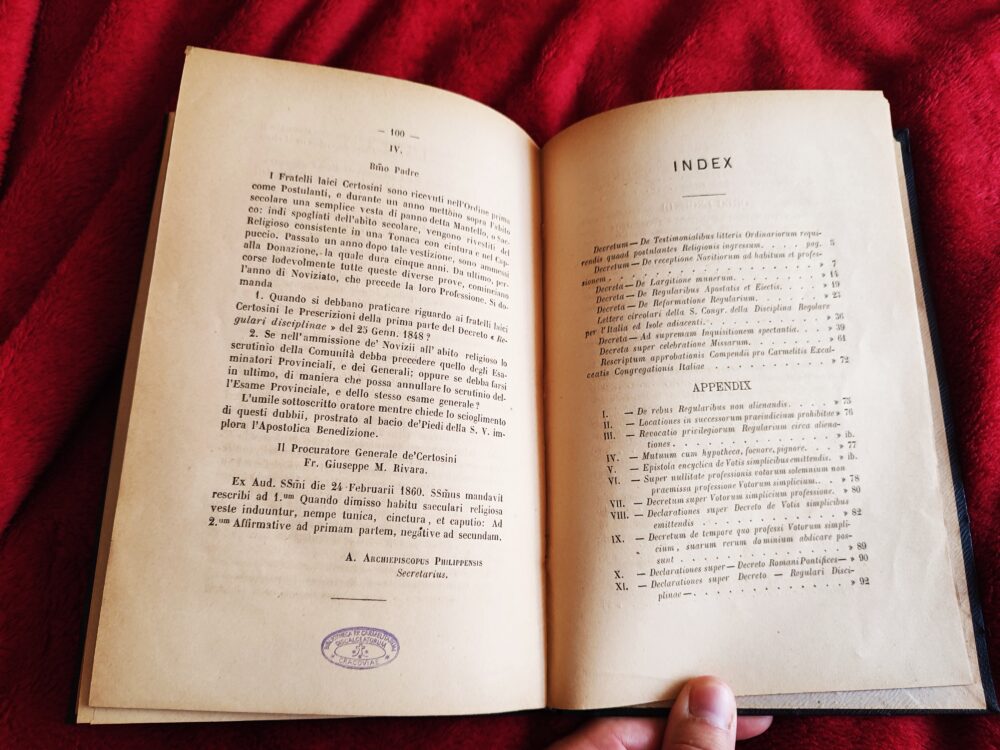 — 100 —
IV.
Bm̃o Padre
I Fratelli laici Certosini sono ricevuti nell'Ordine prima
come Postulanti, e durante un anno mettono sopra l'abito
secolare una semplice vesta di panno detta Mantello, o Sac-
co: indi spogliati dell'abito secolare, vengono rivestiti del
Religioso consistente in una Tonaca con cintura e nel Cap-
puccio. Passato un anno dopo tale vestizione, sono ammessi
alla Donazione, la quale dura cinque anni. Da ultimo, per-
corse lodevolmente tutte queste diverse prove, cominciano
l'anno di Noviziato, che precede la loro Professione. Si do-
manda
1. Quando si debbano praticare riguardo ai fratelli laici
Certosini le Prescrizioni della prima parte del Decreto « Re-
gulari disciplinae » del 25 Genn. 1848?
2. Se nell'ammissione de' Novizii all' abito religioso lo
scrutinio della Comunità debba precedere quello degli Esa-
minatori Provinciali, e dei Generali; oppure se debba farsi
in ultimo, di maniera che possa annullare lo scrutinio del-
l'Esame Provinciale, e dello stesso esame generale?
L'umile sottoscritto oratore mentre chiede lo scioglimento
di questi dubbii, prostrato al bacio de'Piedi della S. V. im-
plora l'Apostolica Benedizione.
Il Procuratore Generale de'Certosini
Fr. Giuseppe M. Rivara.
Ex Aud. SSm̃i die 24 Februarii 1860. SSm̃us mandavit
rescribi ad 1.um Quando dimisso habitu saeculari religiosa
veste induuntur, nempe tunica, cinctura, et caputio: Ad
2.um Affirmative ad primam partem, negative ad secundam.
A. Archiepiscopus Philippensis
Secretarius.
BIBLIOTHECA
DISCALCEATORUM
CRACOVIAE
INDEX
Decretum — De Testimonialibus litteris Ordinariorum requi-
rendis quoad postulantes Religionis ingressum. . . . . pag. 5
Decretum — De receptione Novitiorum ad habitum et profes-
sionem . . . . . . . . . . . . . . . » 7
Decreta — De Largitione munerum. . . . . . . . » 14
Decreta — De Regularibus Apostatis et Eiectis. . . . . » 19
Decreta — De Reformatione Regularium. . . . . . . » 23
Lettere circolari della S. Congr. della Disciplina Regolare
per l'Italia ed Isole adiacenti. . . . . . . . . . » 36
Decreta — Ad supremam Inquisitionem spectantia. . . . » 39
Decreta super celebratione Missarum. . . . . . . » 64
Rescriptum approbationis Compendii pro Carmelitis Excal-
ceatis Congregationis Italiae . . . . . . . . . » 72
APPENDIX
I. — De rebus Regularibus non alienandis. . . . . » 75
II. — Locationes in successorum praeiudicium prohibitae » 76
III. — Revocatio privilegiorum Regularium circa aliena-
tiones . . . . . . . . . . . . » ib.
IV. — Mutuum cum hypotheca, foenore, pignore. . . . » 77
V. — Epistola encyclica de Votis simplicibus emittendis. » ib.
VI. — Super nullitate professionis votorum solemnium non
praemissa professione Votorum simplicium. . . » 78
VII. — Decretum super Votorum simplicium professione. » 80
VIII. — Declarationes super Decreto de Votis simplicibus
emittendis . . . . . . . . . . . » 82
IX. — Decretum de tempore quo professi Votorum simpli-
cium, suarum rerum dominium abdicare pos-
sunt . . . . . . . . . . . . . » 89
X. — Declarationes super — Decreto Romani Pontifices — » 90
XI. — Declarationes super Decreto — Regulari Disci-
plinae —. . . . . . . . . . . . » 92